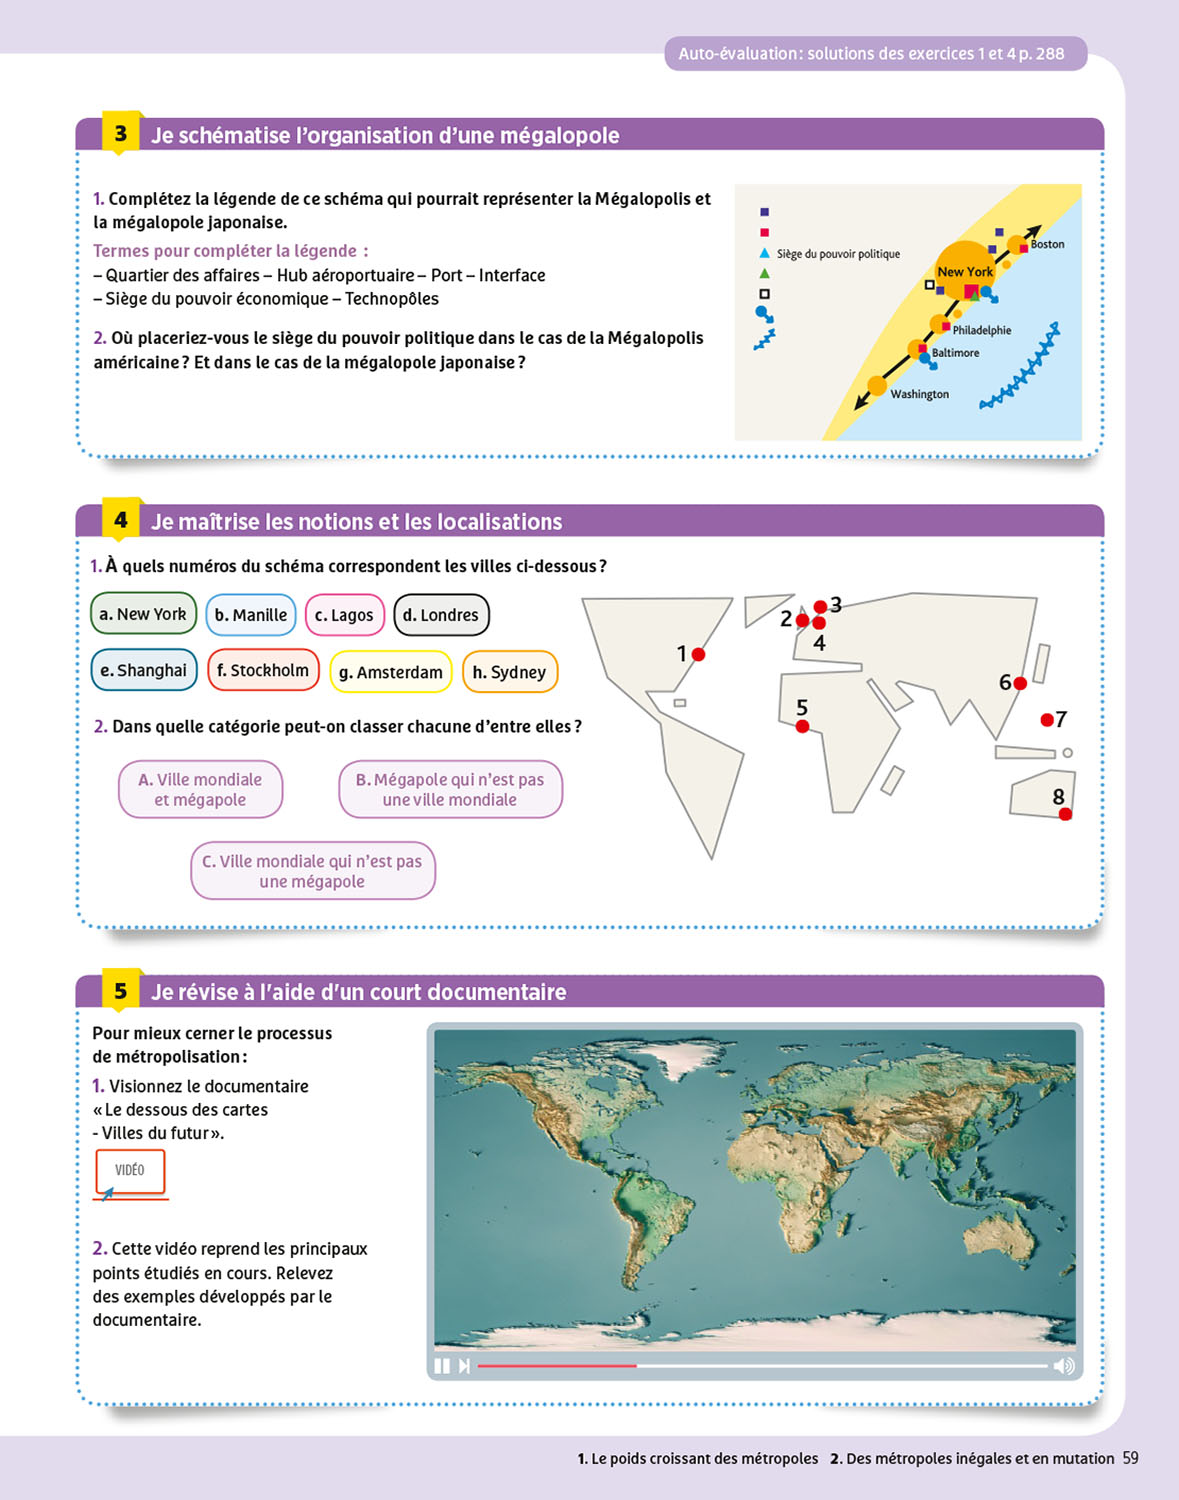 Auto-évaluation : solutions des exercices 1 et 4 p. 288
3 Je schématise l'organisation d'une mégalopole
1. Complétez la légende de ce schéma qui pourrait représenter la Mégalopolis et
la mégalopole japonaise.
Termes pour compléter la légende :
– Quartier des affaires – Hub aéroportuaire – Port – Interface
– Siège du pouvoir économique – Technopôles
2. Où placeriez-vous le siège du pouvoir politique dans le cas de la Mégalopolis
américaine ? Et dans le cas de la mégalopole japonaise ?
Siège du pouvoir politique
Boston
New York
Philadelphie
Baltimore
Washington
4 Je maîtrise les notions et les localisations
1. À quels numéros du schéma correspondent les villes ci-dessous ?
a. New York
b. Manille
c. Lagos
d. Londres
e. Shanghai
f. Stockholm
g. Amsterdam
h. Sydney
2. Dans quelle catégorie peut-on classer chacune d'entre elles ?
A. Ville mondiale
et mégapole
B. Mégapole qui n'est pas
une ville mondiale
C. Ville mondiale qui n'est pas
une mégapole
1
2
3
4
5
6
7
8
5 Je révise à l'aide d'un court documentaire
Pour mieux cerner le processus
de métropolisation :
1. Visionnez le documentaire
« Le dessous des cartes
- Villes du futur ».
VIDÉO
2. Cette vidéo reprend les principaux
points étudiés en cours. Relevez
des exemples développés par le
documentaire.
1. Le poids croissant des métropoles 2. Des métropoles inégales et en mutation 59